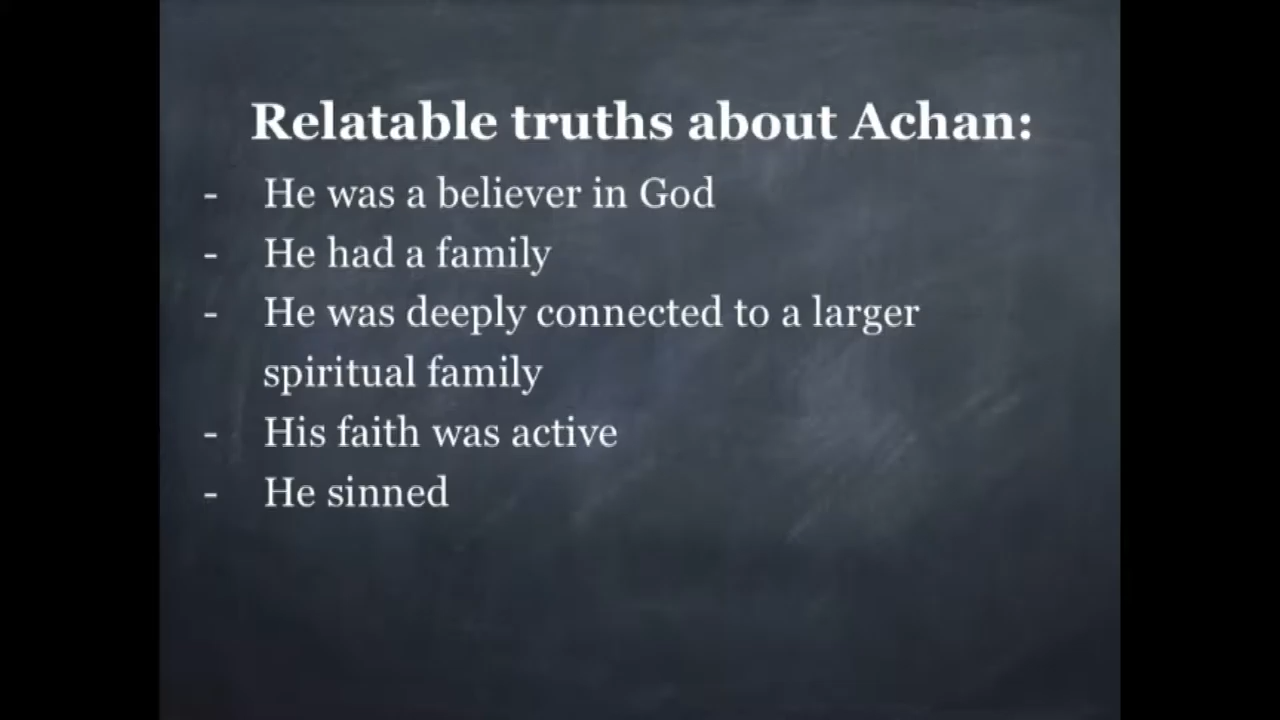 Relatable truths about Achan:
- He was a believer in God
- He had a family
- He was deeply connected to a larger
spiritual family
- His faith was active
- He sinned